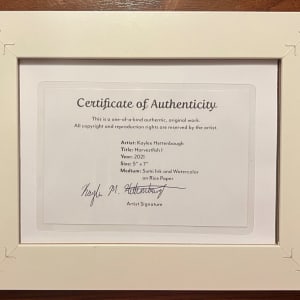 Certificate of Authenticity
This is a one-of-a-kind authentic, original work.
All copyright and reproduction rights are reserved by the artist.
Artist: Kaylee Hottenbaugh
Title: Harvestfish I
Year: 2021
Size: 5" x 7"
Medium: Sumi Ink and Watercolor
on Rice Paper
Artist Signature